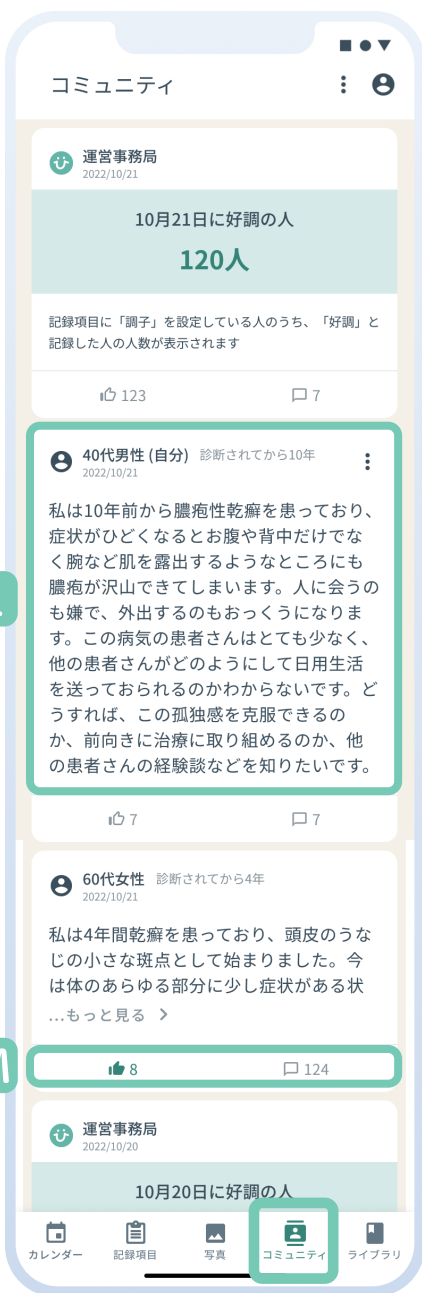 コミュニティ
運営事務局
2022/10/21
10月21日に好調の人
120人
記録項目に「調子」を設定している人のうち、「好調」と
記録した人の人数が表示されます
123
7
40代男性 (自分) 診断されてから10年
2022/10/21
私は10年前から膿疱性乾癬を患っており、
症状がひどくなるとお腹や背中だけでな
く腕など肌を露出するようなところにも
膿疱が沢山できてしまいます。人に会うの
も嫌で、外出するのもおっくうになりま
す。この病気の患者さんはとても少なく、
他の患者さんがどのようにして日用生活
を送っておられるのかわからないです。ど
うすれば、この孤独感を克服できるの
か、前向きに治療に取り組めるのか、他
の患者さんの経験談などを知りたいです。
7
7
60代女性 診断されてから4年
2022/10/21
私は4年間乾癬を患っており、頭皮のうな
じの小さな斑点として始まりました。今
は体のあらゆる部分に少し症状がある状
…もっと見る
8
124
運営事務局
2022/10/20
10月20日に好調の人
カレンダー
記録項目
写真
コミュニティ
ライブラリ